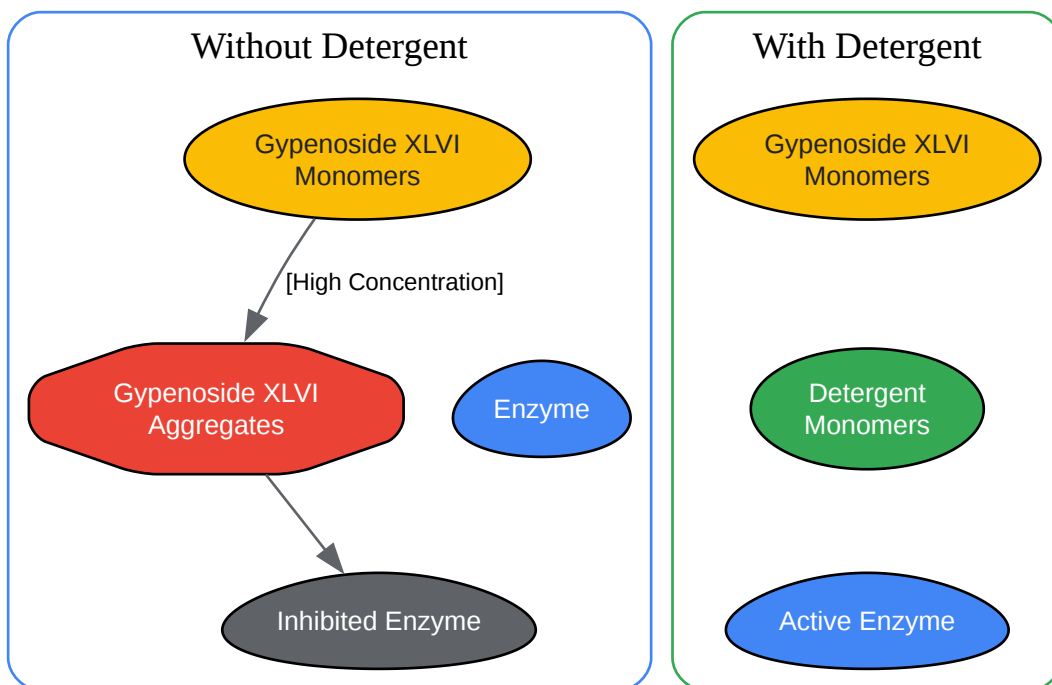 Without Detergent
Gypenoside XLVI
Monomers
[High Concentration]
Gypenoside XLVI
Aggregates
Enzyme
Inhibited Enzyme
With Detergent
Gypenoside XLVI
Monomers
Detergent
Monomers
Active Enzyme